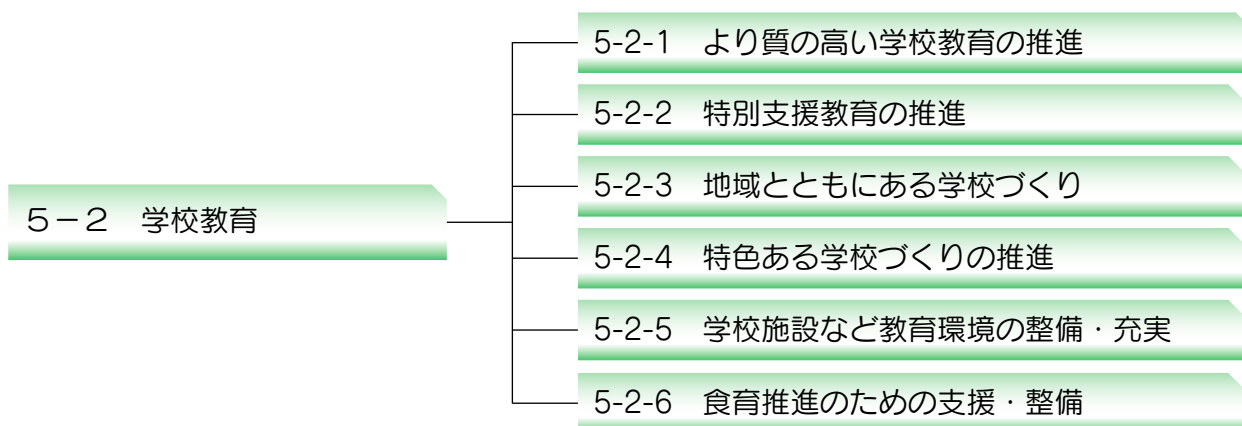 5-2-1　より質の高い学校教育の推進
5-2-2　特別支援教育の推進
5-2-3　地域とともにある学校づくり
５－２　学校教育
5-2-4　特色ある学校づくりの推進
5-2-5　学校施設など教育環境の整備・充実
5-2-6　食育推進のための支援・整備